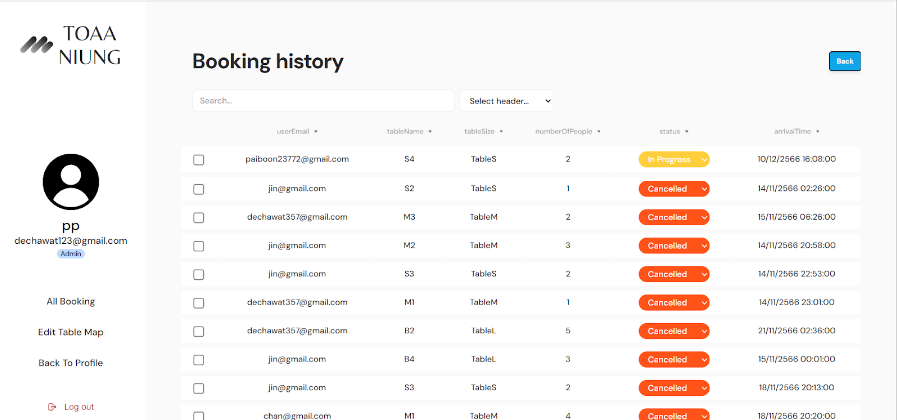 TOAA
NIUNG
pp
dechawat123@gmail.com
Admin
All Booking
Edit Table Map
Back To Profile
Log out
Booking history
Back
Search...
Select header...
userEmail tableName tableSize numberOfPeople status arrivalTime
paiboon23772@gmail.com S4 TableS 2 In Progress 10/12/2566 16:08:00
jin@gmail.com S2 TableS 1 Cancelled 14/11/2566 02:26:00
dechawat357@gmail.com M3 TableM 2 Cancelled 15/11/2566 06:26:00
jin@gmail.com M2 TableM 3 Cancelled 14/11/2566 20:58:00
jin@gmail.com S3 TableS 2 Cancelled 14/11/2566 22:53:00
dechawat357@gmail.com M1 TableM 1 Cancelled 14/11/2566 23:01:00
dechawat357@gmail.com B2 TableL 5 Cancelled 21/11/2566 02:36:00
jin@gmail.com B4 TableL 3 Cancelled 15/11/2566 00:01:00
jin@gmail.com S3 TableS 2 Cancelled 18/11/2566 20:13:00
chan@gmail.com M1 TableM 4 Cancelled 18/11/2566 20:20:00